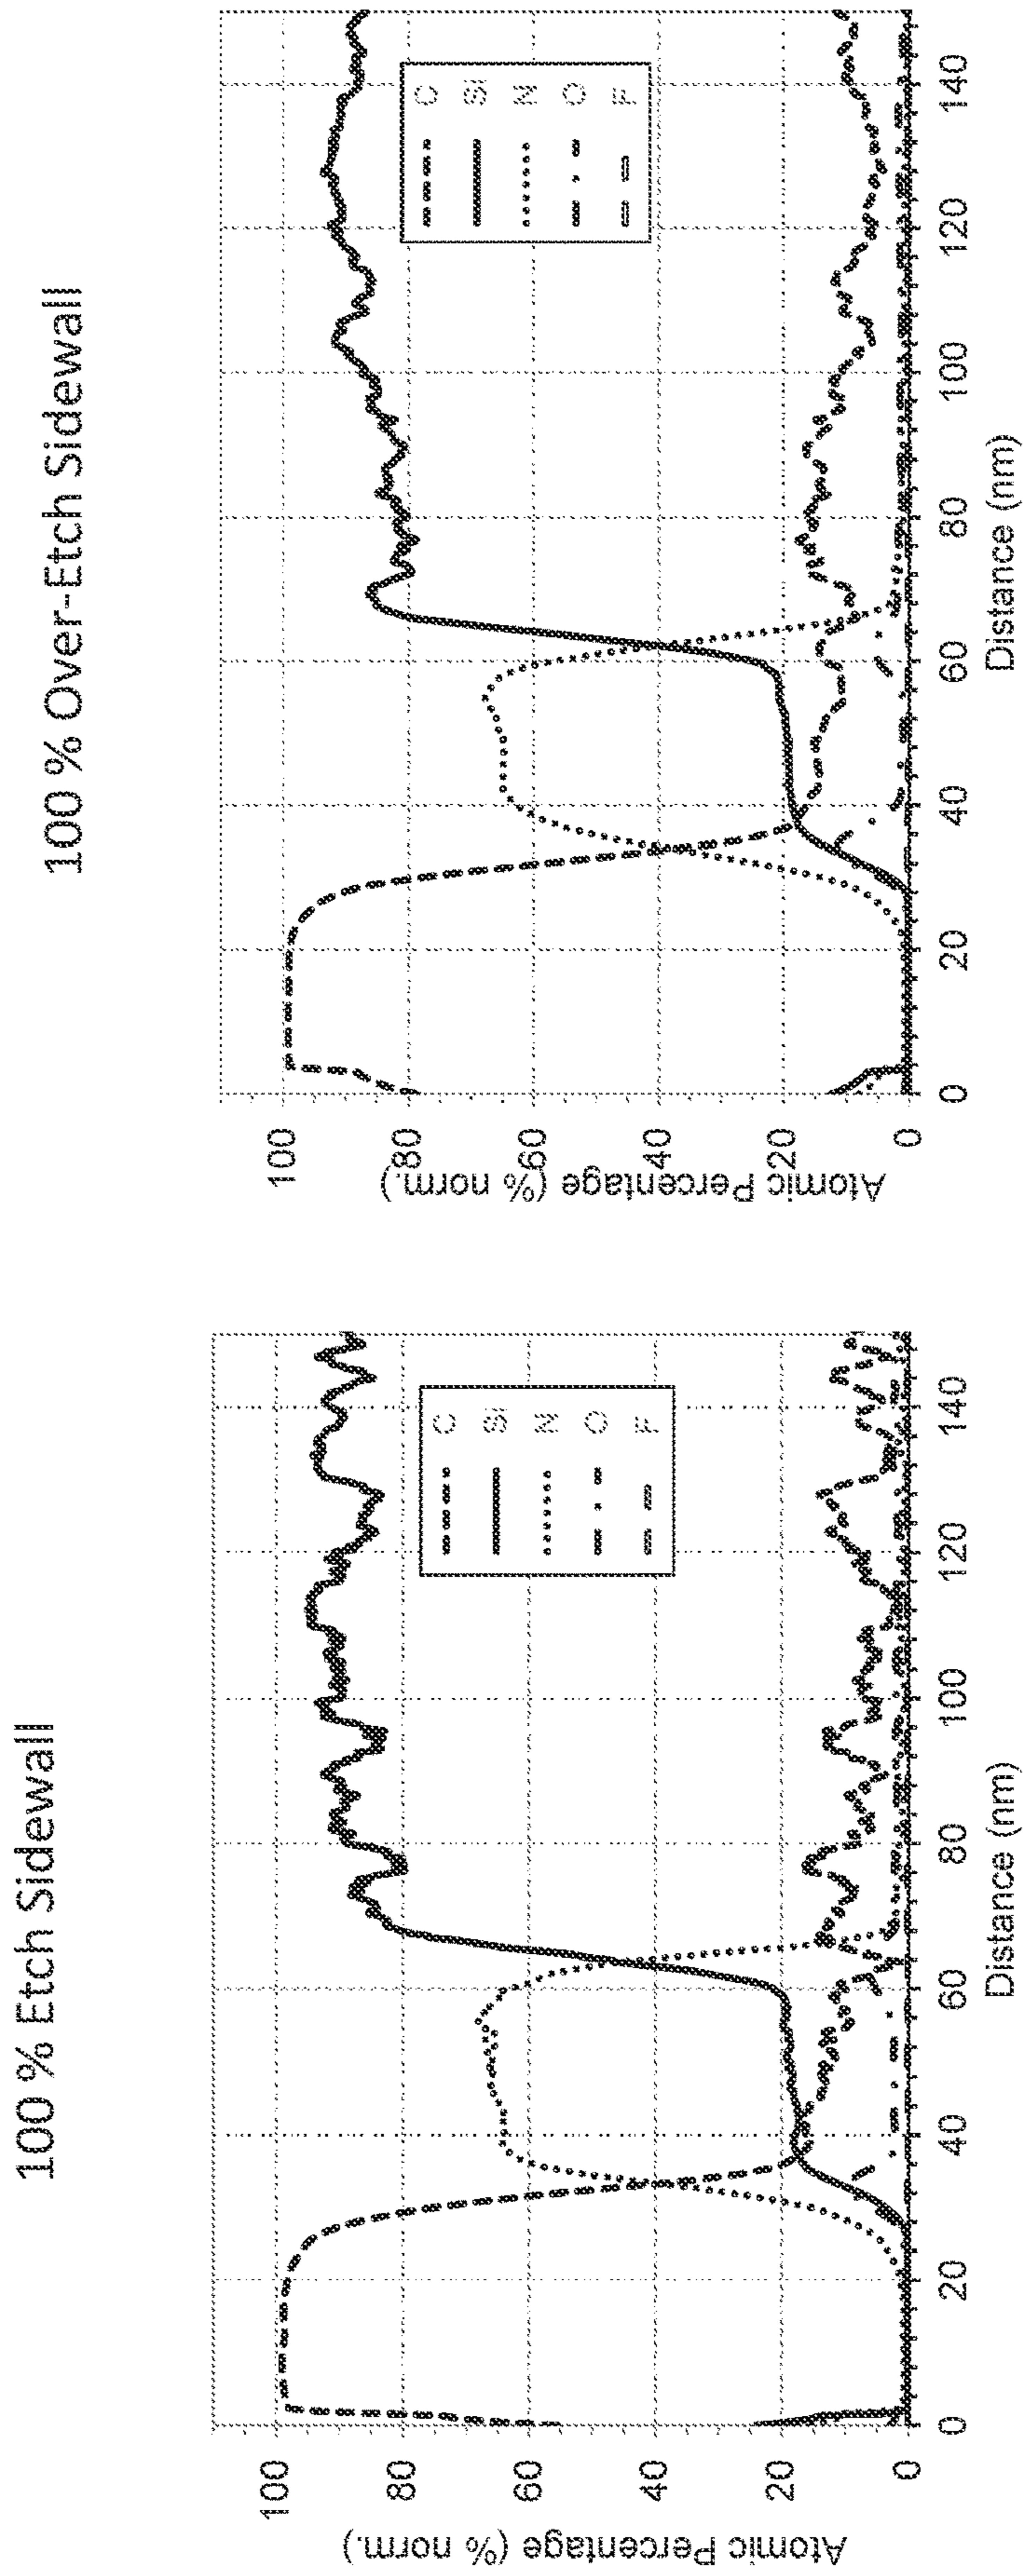 100 % Etch Sidewall
Atomic Percentage (% norm.)
100
80
60
40
20
0
C
Si
N
O
F
0
20
40
60
80
100
120
140
Distance (nm)
100 % Over-Etch Sidewall
Atomic Percentage (% norm.)
100
80
60
40
20
0
C
Si
N
O
F
0
20
40
60
80
100
120
140
Distance (nm)